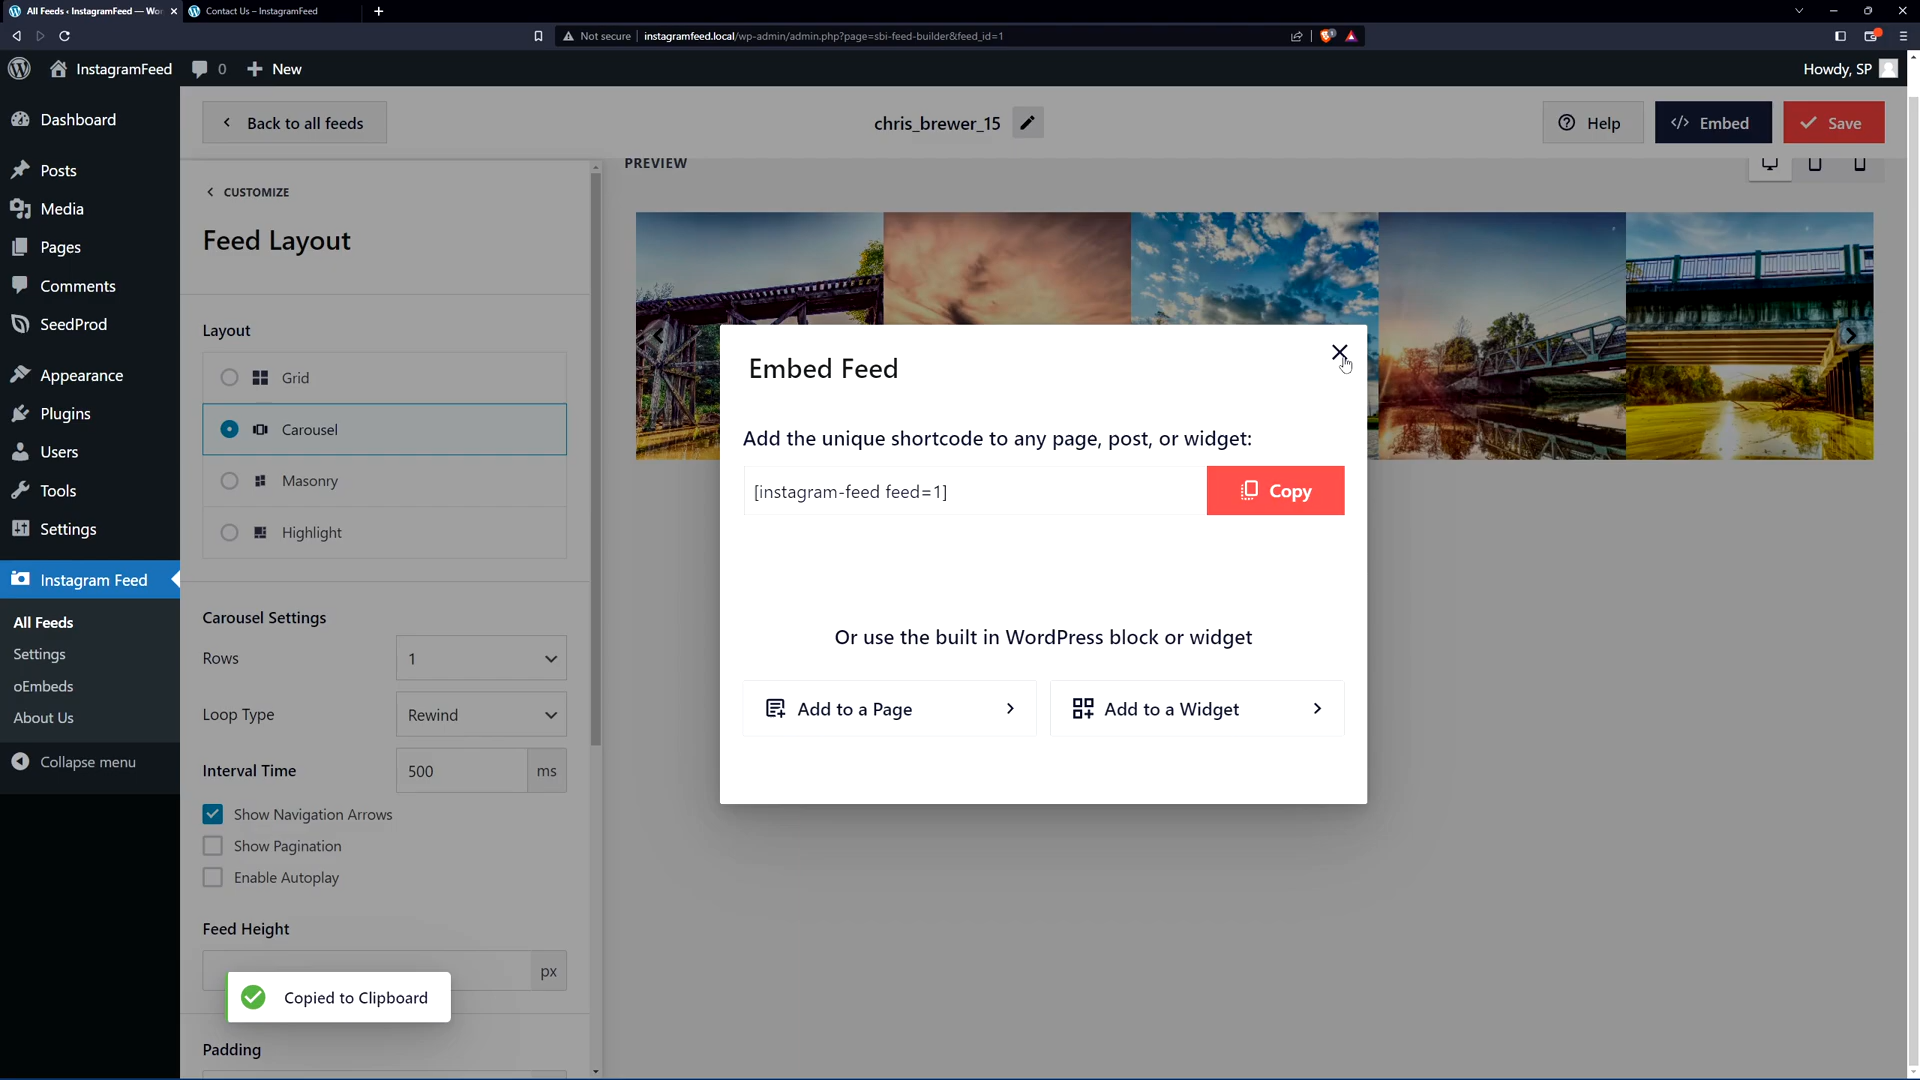 All Feeds ‹ InstagramFeed — Wor
Contact Us – InstagramFeed
Not secure
instagramfeed.local/wp-admin/admin.php?page=sbi-feed-builder&feed_id=1
InstagramFeed
0
New
Howdy, SP
Dashboard
Posts
Media
Pages
Comments
SeedProd
Appearance
Plugins
Users
Tools
Settings
Instagram Feed
All Feeds
Settings
oEmbeds
About Us
Collapse menu
Back to all feeds
chris_brewer_15
Help
</> Embed
Save
CUSTOMIZE
Feed Layout
Layout
Grid
Carousel
Masonry
Highlight
Carousel Settings
Rows
1
Loop Type
Rewind
Interval Time
500
ms
Show Navigation Arrows
Show Pagination
Enable Autoplay
Feed Height
px
Copied to Clipboard
Padding
PREVIEW
Embed Feed
Add the unique shortcode to any page, post, or widget:
[instagram-feed feed=1]
Copy
Or use the built in WordPress block or widget
Add to a Page
Add to a Widget